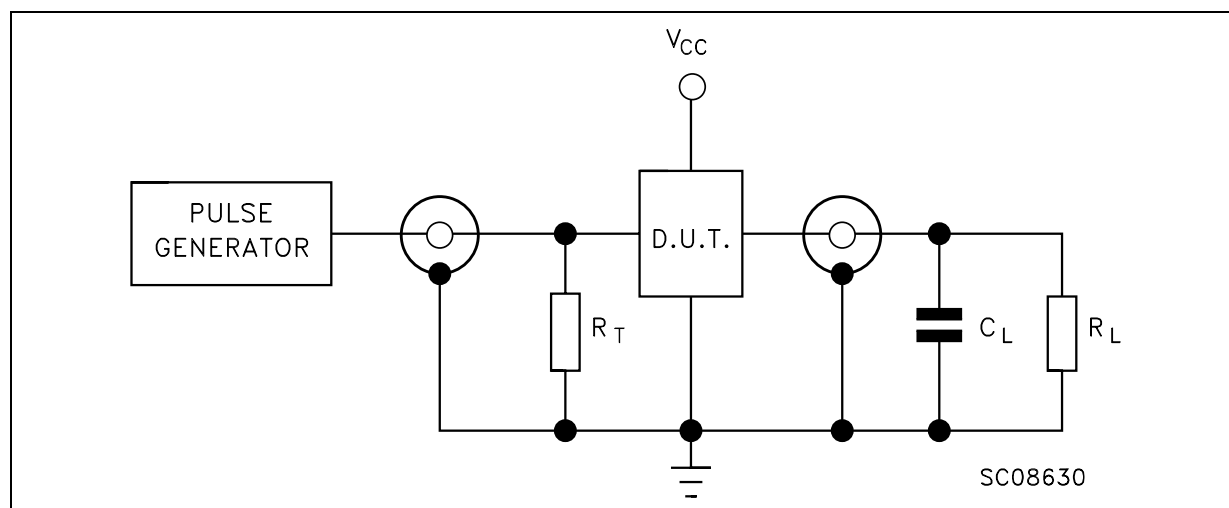 VCC
PULSE
GENERATOR
D.U.T.
RT
CL
RL
SC08630